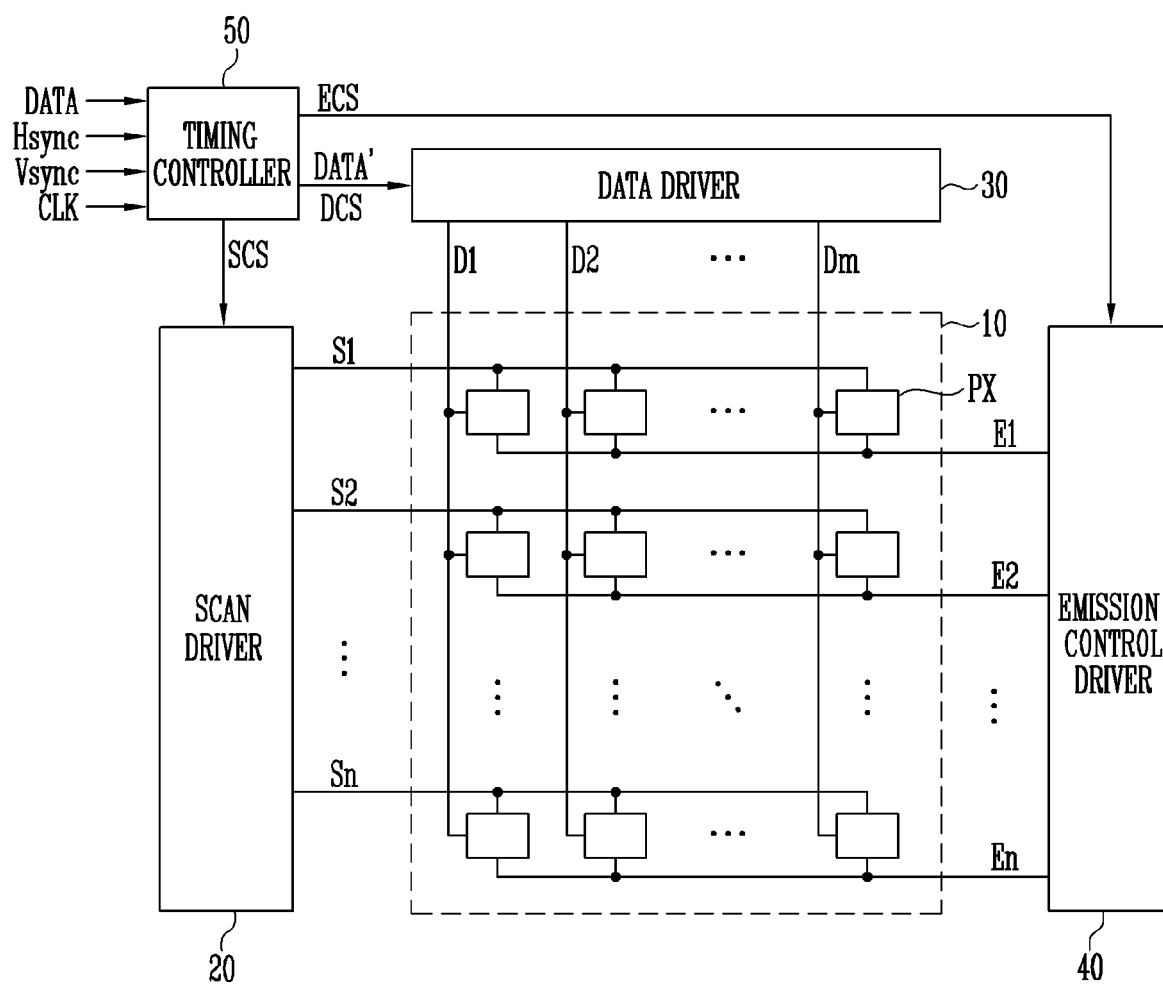 50
DATA
Hsync
Vsync
CLK
TIMING
CONTROLLER
ECS
DATA'
DCS
DATA DRIVER
30
SCS
D1
D2
...
Dm
10
S1
PX
...
E1
S2
...
E2
SCAN
DRIVER
EMISSION
CONTROL
DRIVER
Sn
...
En
20
40